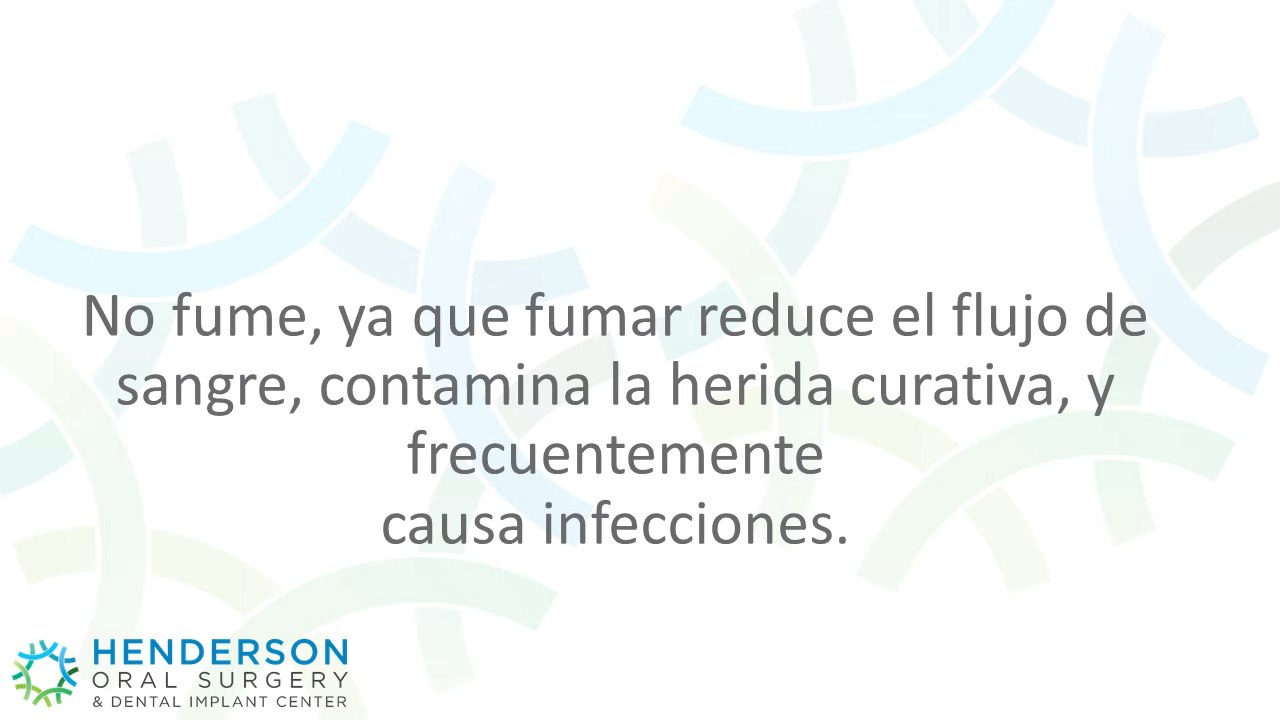 No fume, ya que fumar reduce el flujo de
sangre, contamina la herida curativa, y
frecuentemente
causa infecciones.
HENDERSON
ORAL SURGERY
& DENTAL IMPLANT CENTER